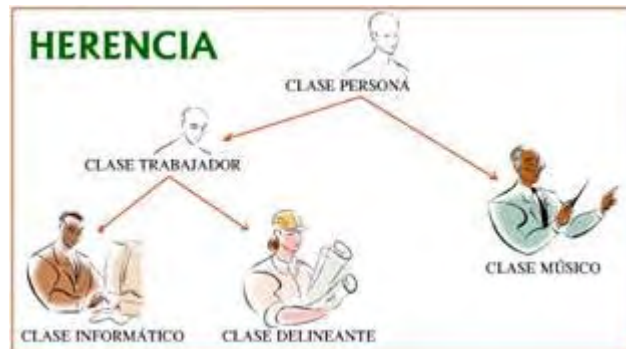 HERENCIA
CLASE PERSONA
CLASE TRABAJADOR
CLASE MÚSICO
CLASE INFORMÁTICO
CLASE DELINEANTE